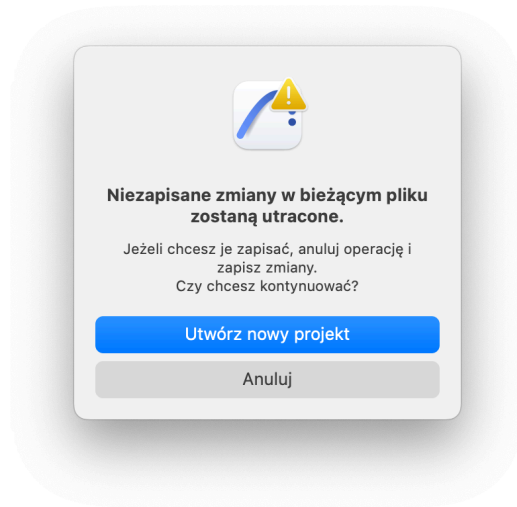 Niezapisane zmiany w bieżącym pliku
zostaną utracone.
Jeżeli chcesz je zapisać, anuluj operację i
zapisz zmiany.
Czy chcesz kontynuować?
Utwórz nowy projekt
Anuluj